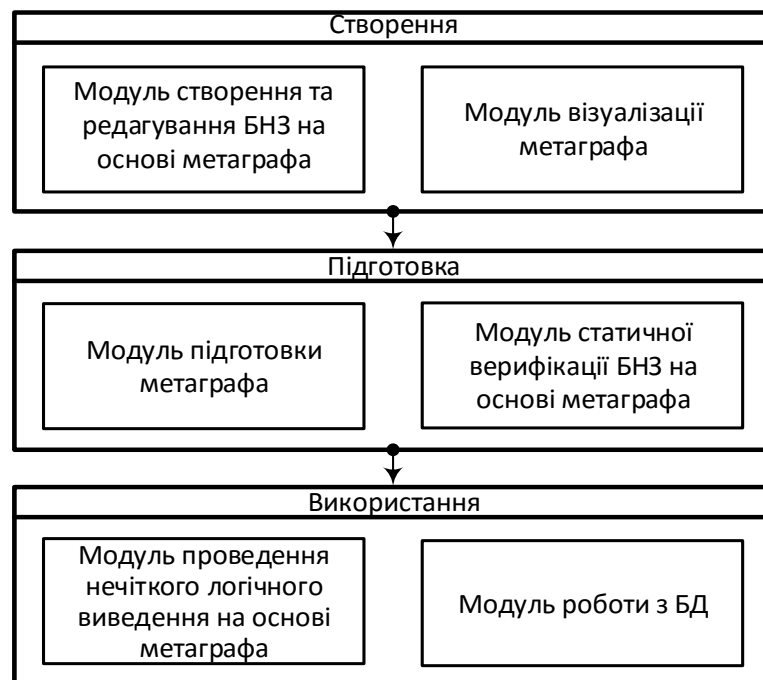 Створення
Модуль створення та
редагування БНЗ на
основі метаграфа
Модуль візуалізації
метаграфа
Підготовка
Модуль підготовки
метаграфа
Модуль статичної
верифікації БНЗ на
основі метаграфа
Використання
Модуль проведення
нечіткого логічного
виведення на основі
метаграфа
Модуль роботи з БД